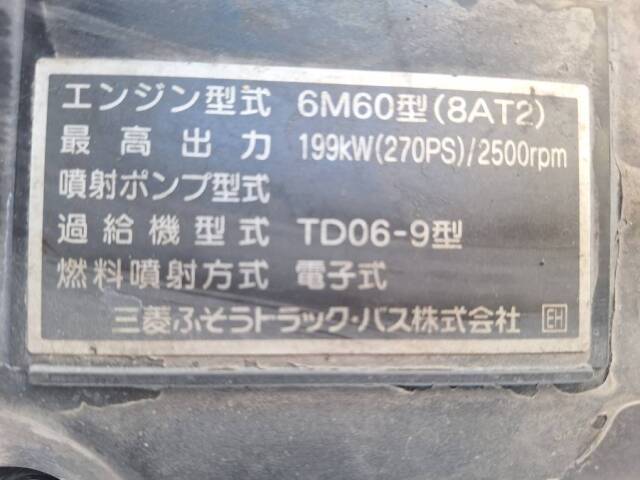 エンジン型式 6M60型(8AT2)
最高出力 199kW(270PS)/2500rpm
噴射ポンプ型式
過給機型式 TD06-9型
燃料噴射方式 電子式
三菱ふそうトラック・バス株式会社 EH